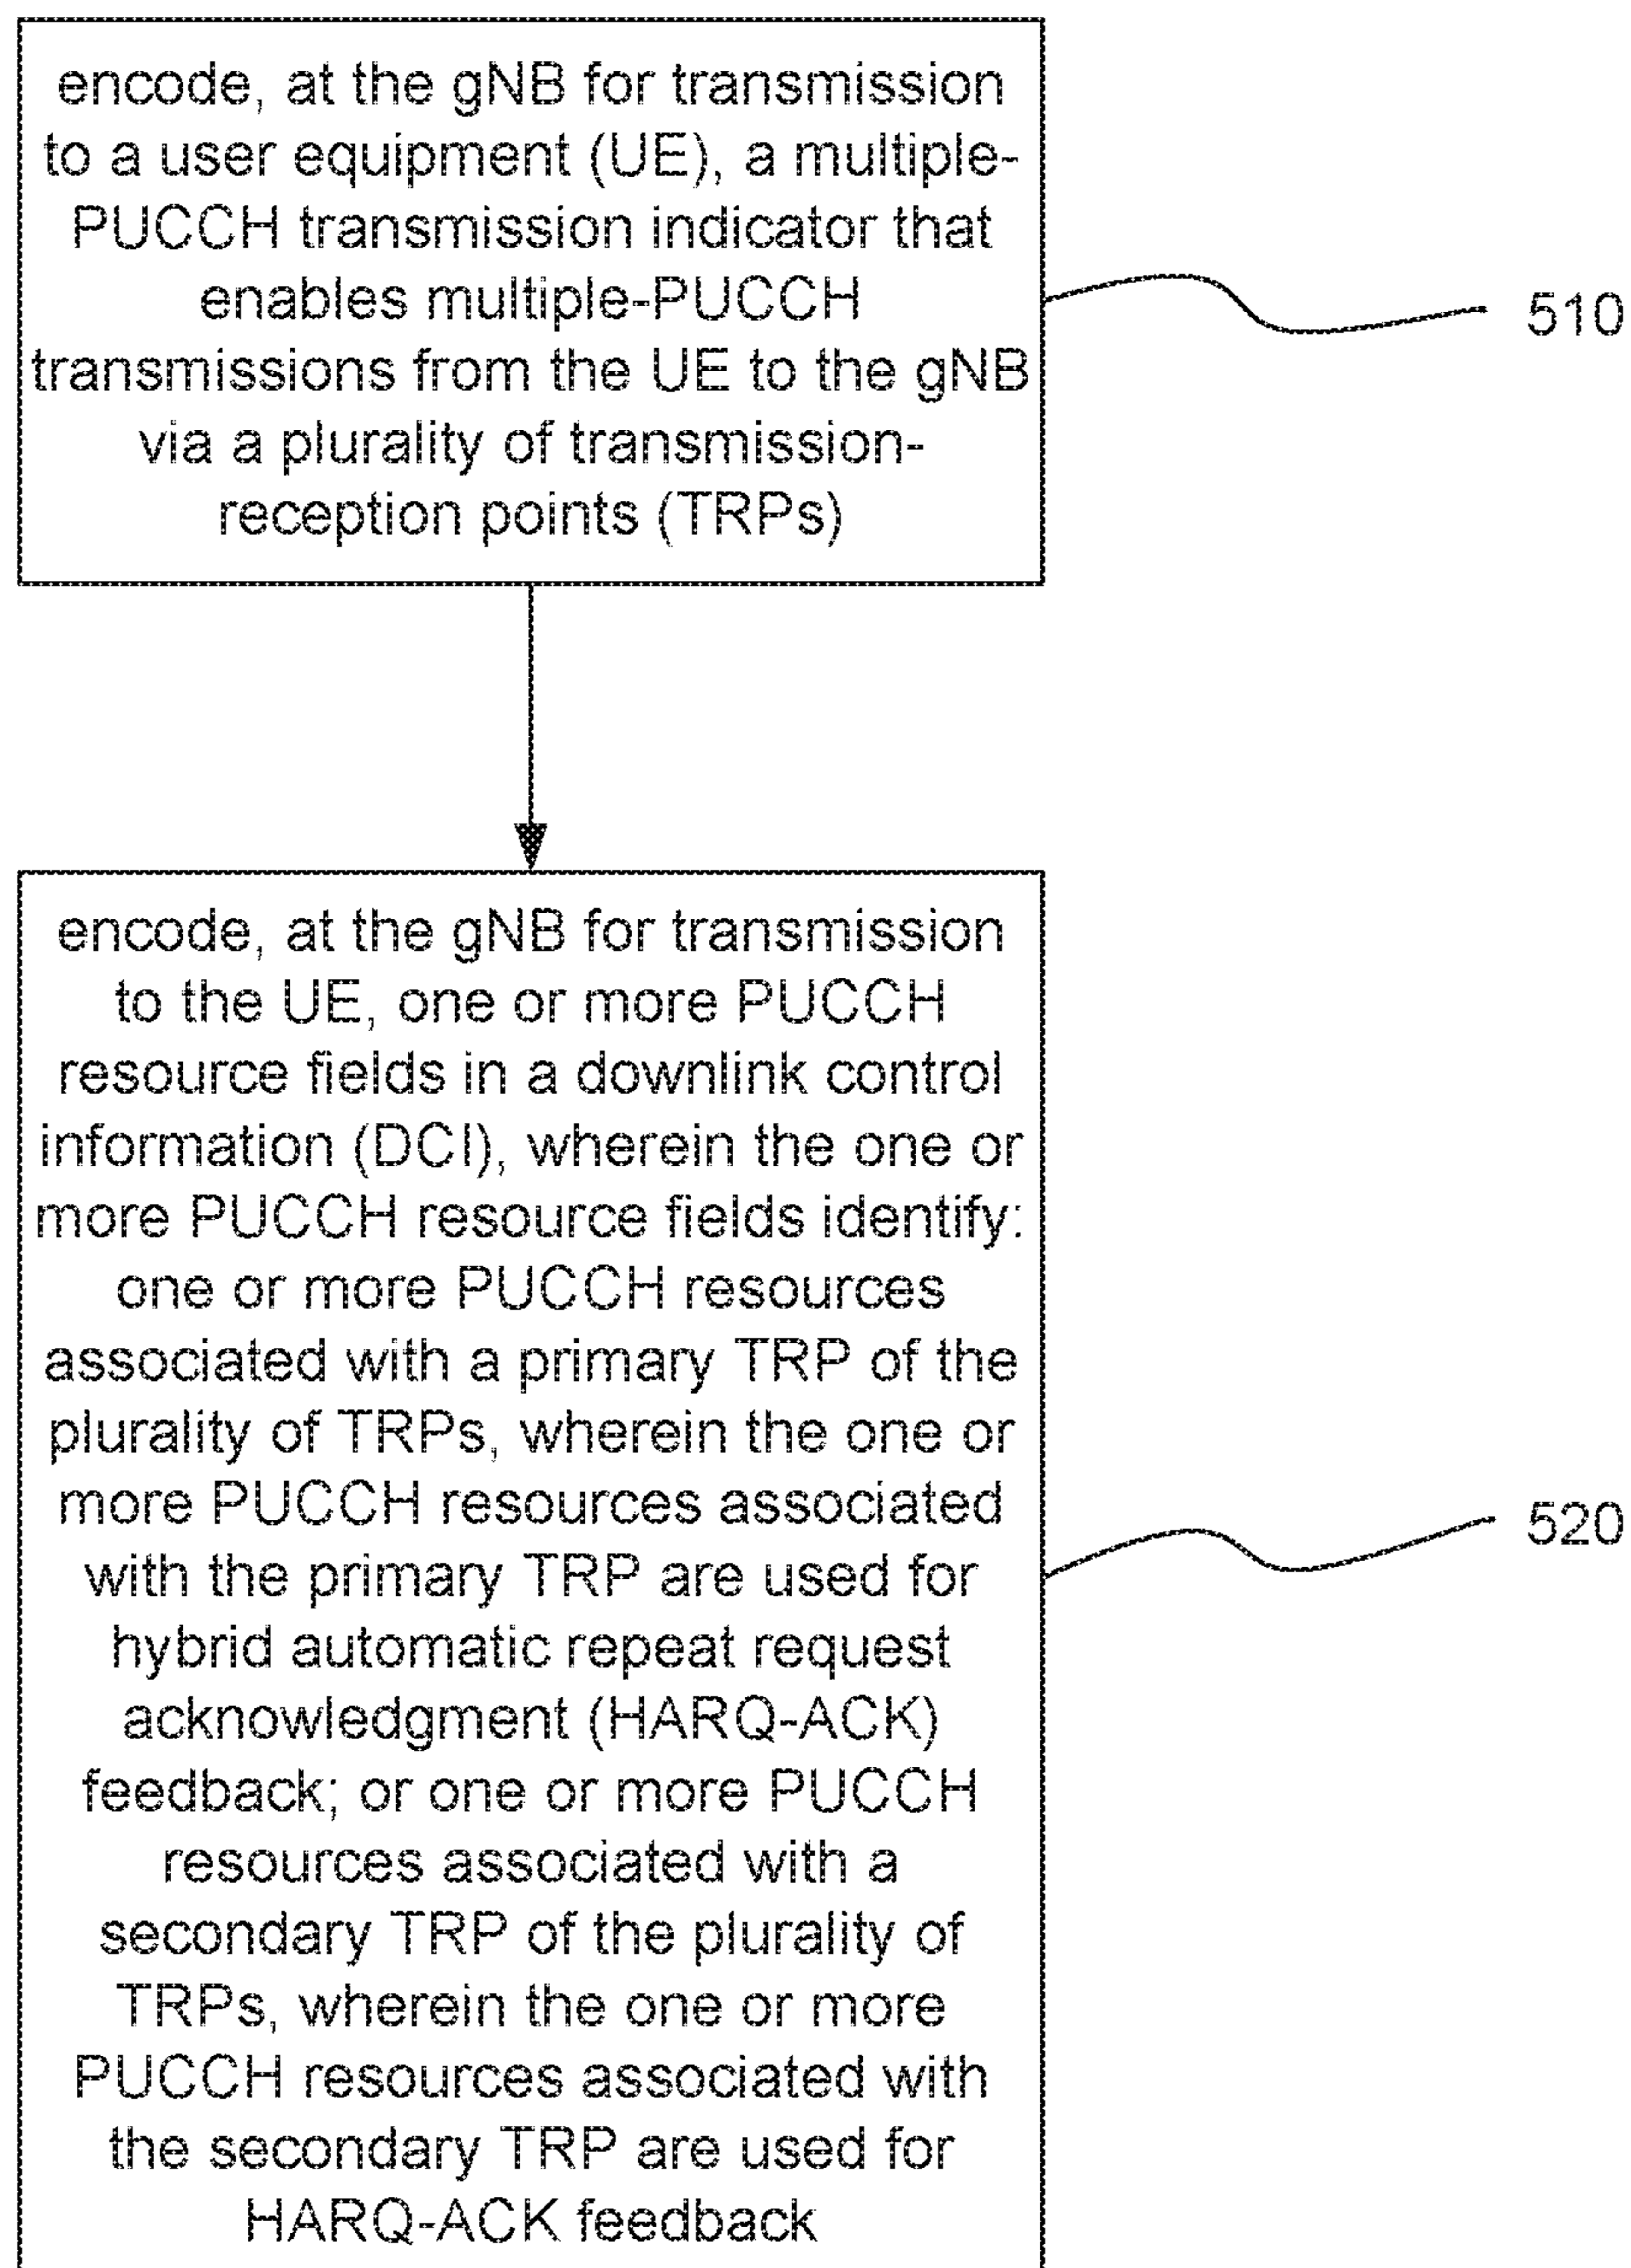 encode, at the gNB for transmission
to a user equipment (UE), a multiple-
PUCCH transmission indicator that
enables multiple-PUCCH
transmissions from the UE to the gNB
via a plurality of transmission-
reception points (TRPs)
510
encode, at the gNB for transmission
to the UE, one or more PUCCH
resource fields in a downlink control
information (DCI), wherein the one or
more PUCCH resource fields identify:
one or more PUCCH resources
associated with a primary TRP of the
plurality of TRPs, wherein the one or
more PUCCH resources associated
with the primary TRP are used for
hybrid automatic repeat request
acknowledgment (HARQ-ACK)
feedback; or one or more PUCCH
resources associated with a
secondary TRP of the plurality of
TRPs, wherein the one or more
PUCCH resources associated with
the secondary TRP are used for
HARQ-ACK feedback
520